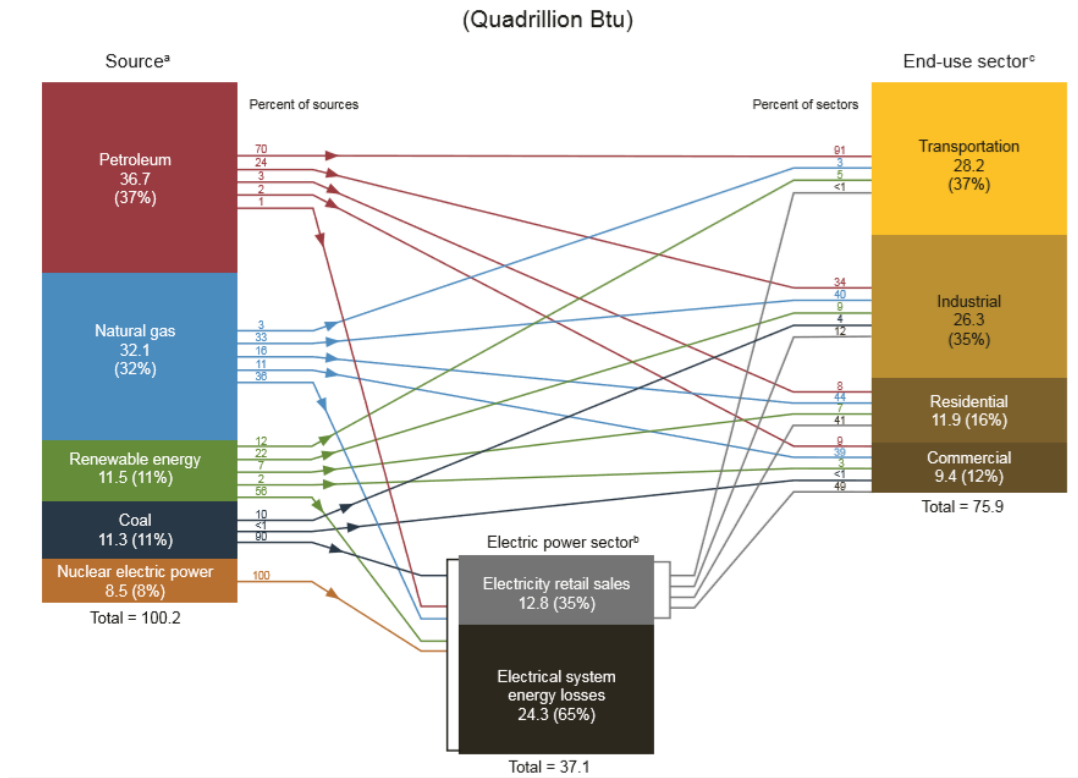 (Quadrillion Btu)
Sourceᵃ
End-use sectorᶜ
Percent of sources
Percent of sectors
Petroleum
36.7
(37%)
70
24
3
2
1
Natural gas
32.1
(32%)
3
33
16
11
36
Renewable energy
11.5 (11%)
12
22
7
2
56
Coal
11.3 (11%)
10
<1
90
Nuclear electric power
8.5 (8%)
100
Total = 100.2
Electric power sectorᵇ
Electricity retail sales
12.8 (35%)
Electrical system
energy losses
24.3 (65%)
Total = 37.1
91
3
5
<1
Transportation
28.2
(37%)
34
40
9
4
12
Industrial
26.3
(35%)
8
44
7
41
Residential
11.9 (16%)
9
39
3
<1
49
Commercial
9.4 (12%)
Total = 75.9